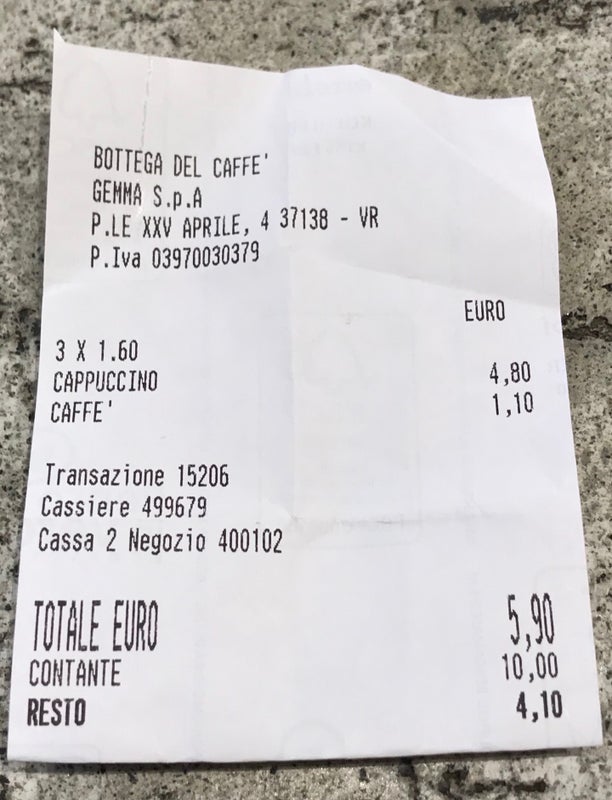 BOTTEGA DEL CAFFE'
GEMMA S.p.A
P.LE XXV APRILE, 4 37138 - VR
P.Iva 03970030379
EURO
3 X 1.60
CAPPUCCINO 4,80
CAFFE' 1,10
Transazione 15206
Cassiere 499679
Cassa 2 Negozio 400102
TOTALE EURO 5,90
CONTANTE 10,00
RESTO 4,10